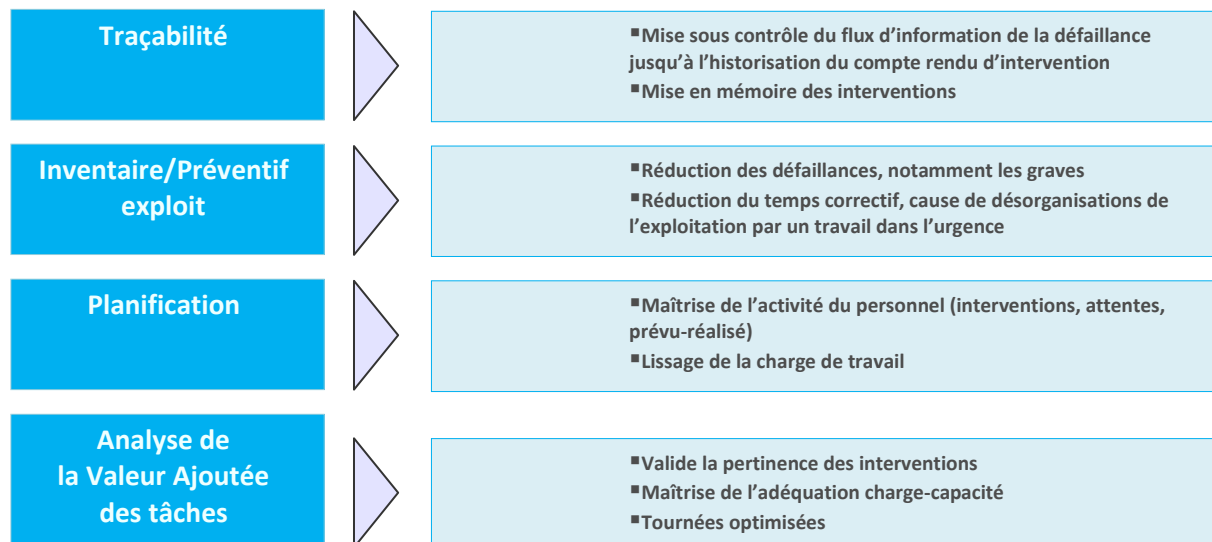 Traçabilité
▪Mise sous contrôle du flux d’information de la défaillance
jusqu’à l’historisation du compte rendu d’intervention
▪Mise en mémoire des interventions
Inventaire/Préventif
exploit
▪Réduction des défaillances, notamment les graves
▪Réduction du temps correctif, cause de désorganisations de
l’exploitation par un travail dans l’urgence
Planification
▪Maîtrise de l’activité du personnel (interventions, attentes,
prévu-réalisé)
▪Lissage de la charge de travail
Analyse de
la Valeur Ajoutée
des tâches
▪Valide la pertinence des interventions
▪Maîtrise de l’adéquation charge-capacité
▪Tournées optimisées